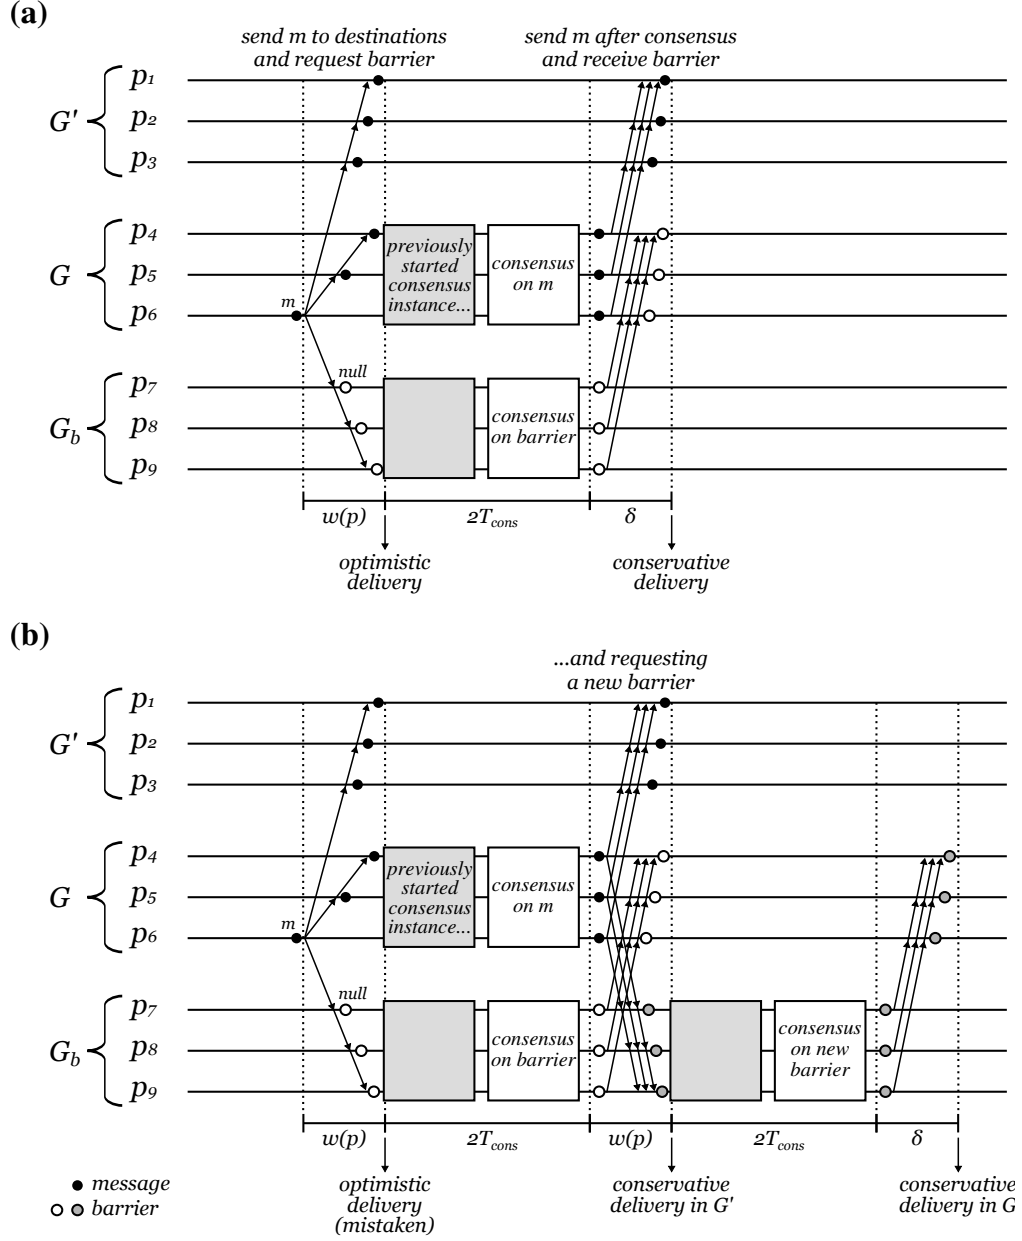 (a)
send m to destinations
and request barrier
send m after consensus
and receive barrier
G'
p1
p2
p3
G
p4
p5
p6
m
previously
started
consensus
instance...
consensus
on m
Gb
p7
p8
p9
null
consensus
on barrier
w(p)
2Tcons
δ
optimistic
delivery
conservative
delivery
(b)
...and requesting
a new barrier
G'
p1
p2
p3
G
p4
p5
p6
m
previously
started
consensus
instance...
consensus
on m
Gb
p7
p8
p9
null
consensus
on barrier
consensus
on new
barrier
w(p)
2Tcons
w(p)
2Tcons
δ
optimistic
delivery
(mistaken)
conservative
delivery in G'
conservative
delivery in G
message
barrier